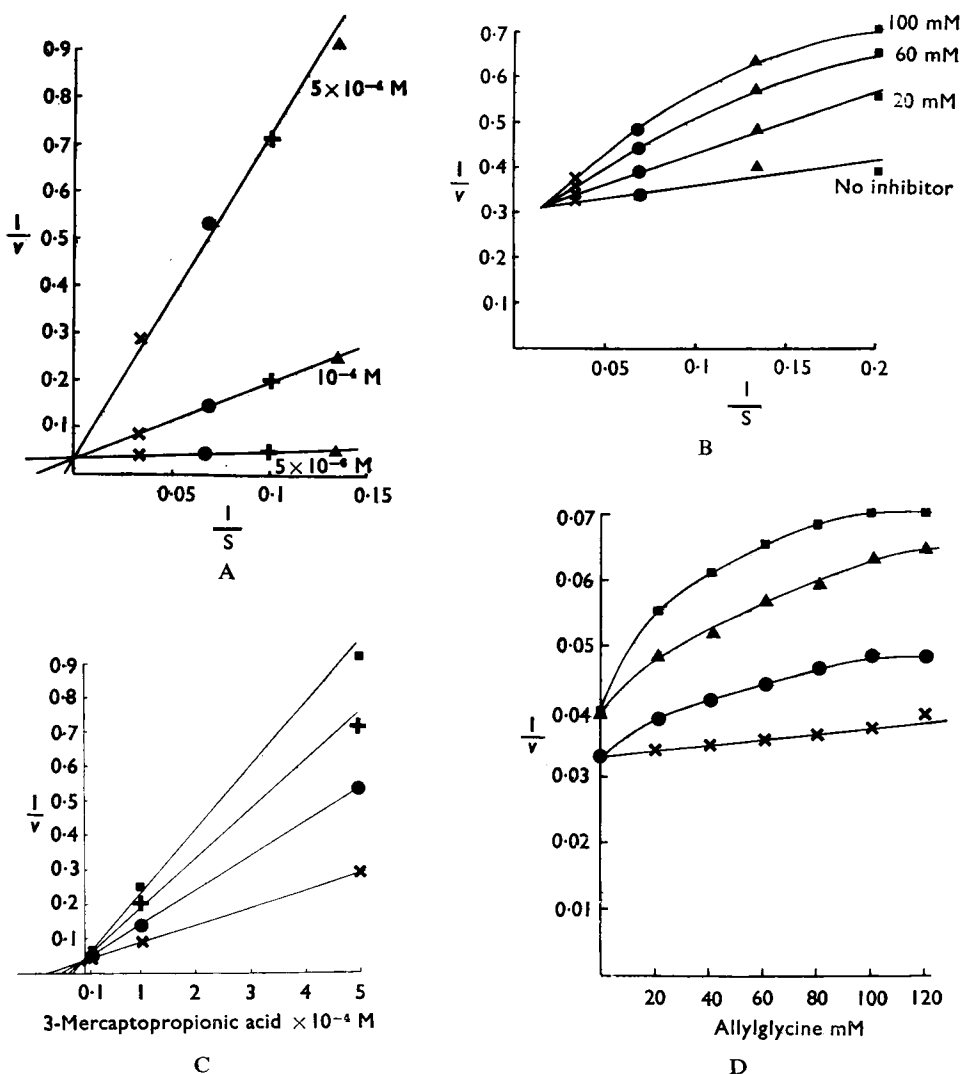 0·9
0·8
0·7
0·6
0·5
0·4
0·3
0·2
0·1
1
v
5×10⁻⁴ M
10⁻⁴ M
5×10⁻⁶ M
0·05 0·1 0·15
1
S
A
0·7
0·6
0·5
0·4
0·3
0·2
0·1
1
v
100 mM
60 mM
20 mM
No inhibitor
0·05 0·1 0·15 0·2
1
S
B
0·9
0·8
0·7
0·6
0·5
0·4
0·3
0·2
0·1
1
v
0·1 1 2 3 4 5
3-Mercaptopropionic acid ×10⁻⁴ M
C
0·07
0·06
0·05
0·04
0·03
0·02
0·01
1
v
20 40 60 80 100 120
Allylglycine mM
D